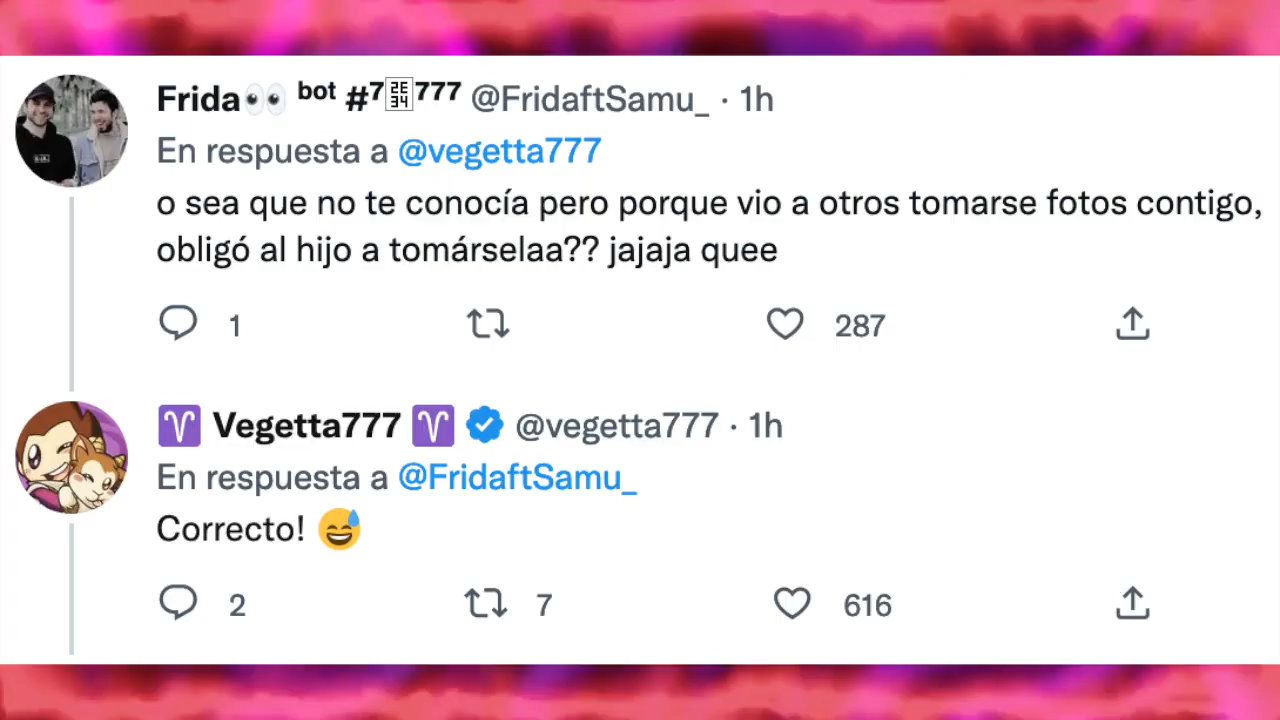 Frida👀 bot #⁷777 @FridaftSamu_ · 1h
En respuesta a @vegetta777
o sea que no te conocía pero porque vio a otros tomarse fotos contigo,
obligó al hijo a tomárselaa?? jajaja quee
1 287
♈ Vegetta777 ♈ @vegetta777 · 1h
En respuesta a @FridaftSamu_
Correcto! 😅
2 7 616